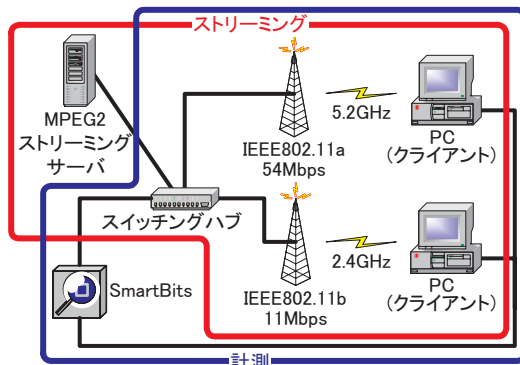 ストリーミング
MPEG2
ストリーミング
サーバ
IEEE802.11a
54Mbps
5.2GHz
PC
(クライアント)
スイッチングハブ
SmartBits
IEEE802.11b
11Mbps
2.4GHz
PC
(クライアント)
計測